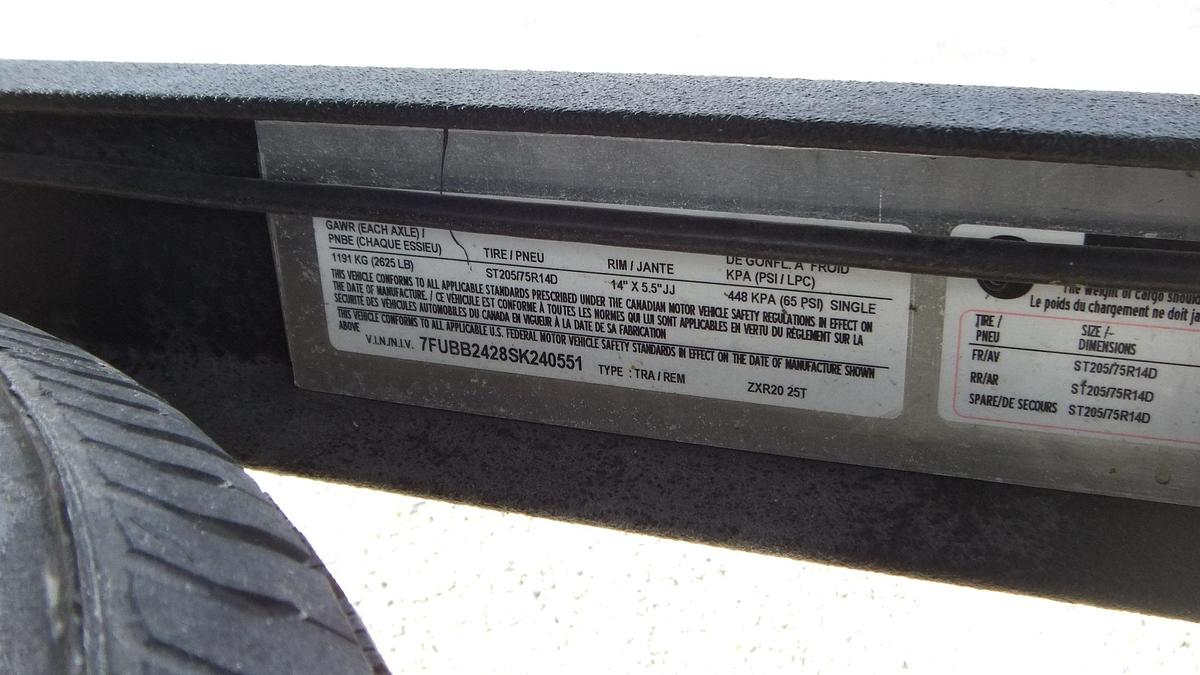 GAWR (EACH AXLE) /
PNBE (CHAQUE ESSIEU)
TIRE / PNEU
RIM / JANTE
DE GONFL. A FROID
KPA (PSI / LPC)
1191 KG (2625 LB)
ST205/75R14D
14" X 5.5"JJ
448 KPA (65 PSI) SINGLE
THIS VEHICLE CONFORMS TO ALL APPLICABLE STANDARDS PRESCRIBED UNDER THE CANADIAN MOTOR VEHICLE SAFETY REGULATIONS IN EFFECT ON
THE DATE OF MANUFACTURE. / CE VÉHICULE EST CONFORME À TOUTES LES NORMES QUI LUI SONT APPLICABLES EN VERTU DU RÈGLEMENT SUR LA
SÉCURITÉ DES VÉHICULES AUTOMOBILES DU CANADA EN VIGUEUR À LA DATE DE SA FABRICATION
THIS VEHICLE CONFORMS TO ALL APPLICABLE U.S. FEDERAL MOTOR VEHICLE SAFETY STANDARDS IN EFFECT ON THE DATE OF MANUFACTURE SHOWN
ABOVE
V.I.N./N.I.V. 7FUBB2428SK240551 TYPE : TRA / REM ZXR20 25T
The weight of cargo should
Le poids du chargement ne doit ja
TIRE /
PNEU
SIZE /-
DIMENSIONS
FR/AV ST205/75R14D
RR/AR ST205/75R14D
SPARE/DE SECOURS ST205/75R14D